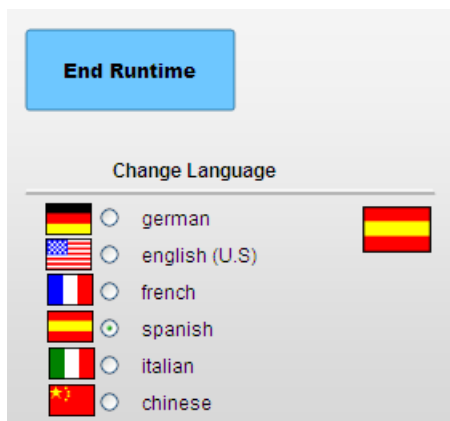 End Runtime
Change Language
german
english (U.S)
french
spanish
italian
chinese